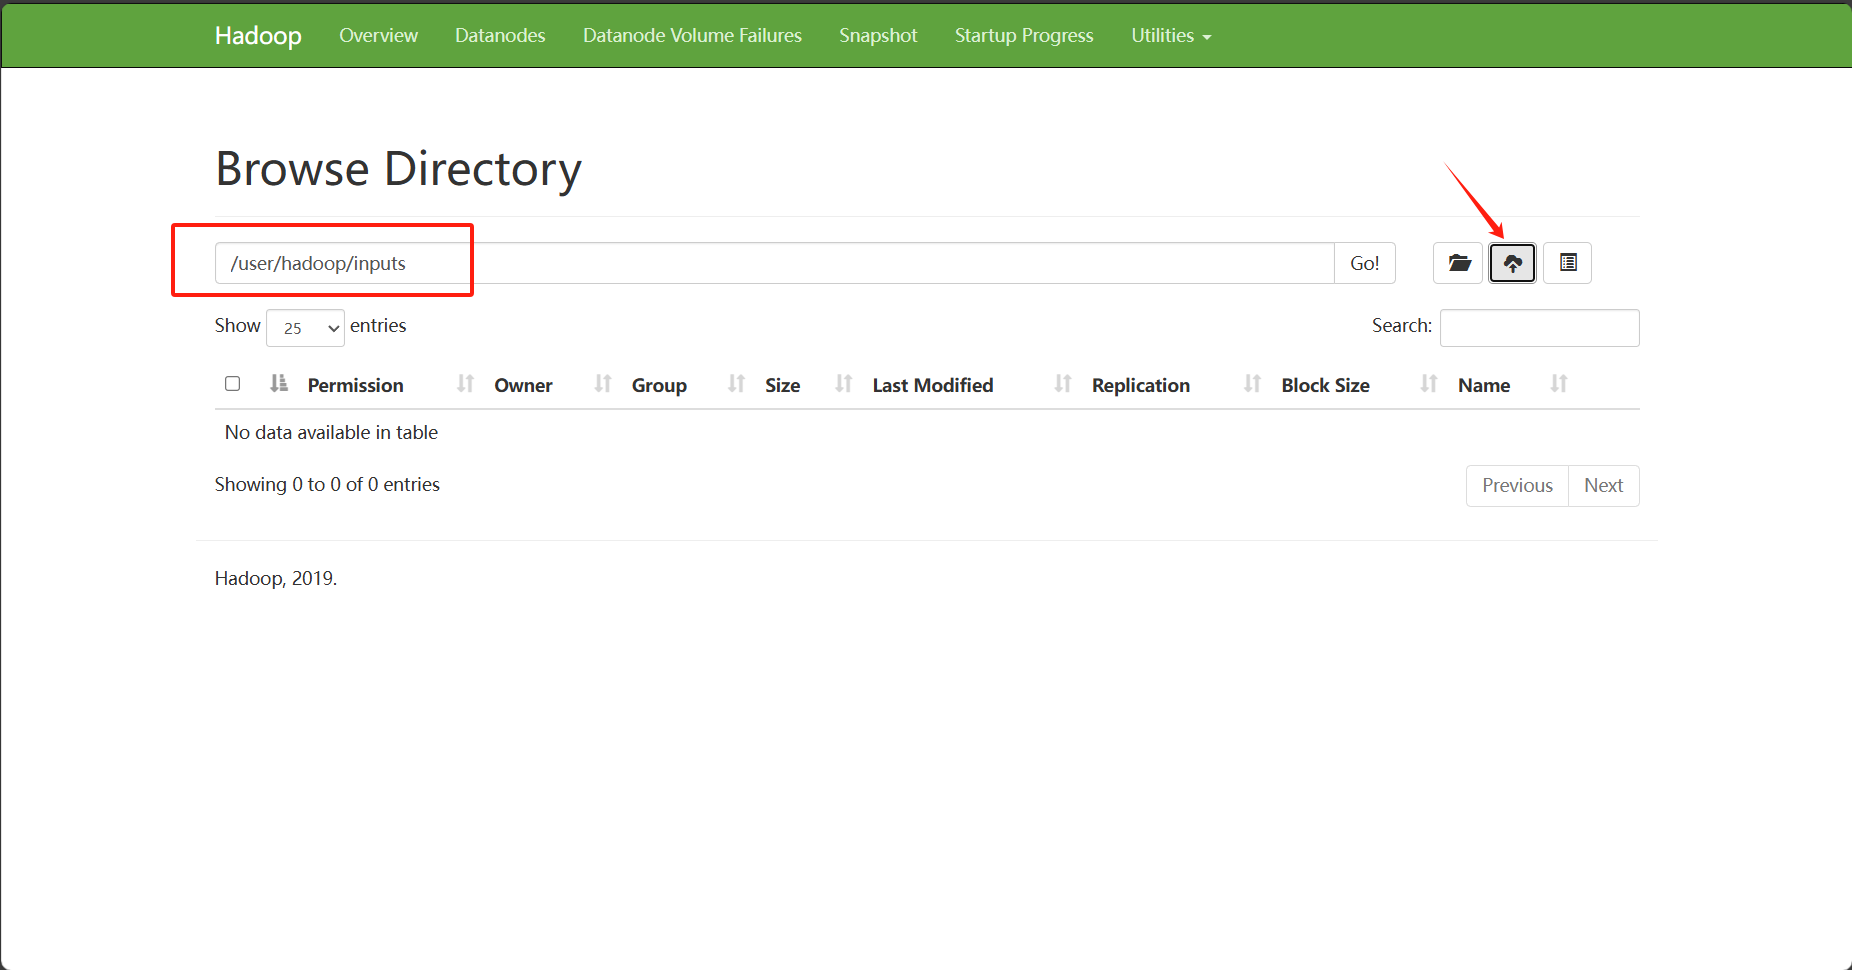 Hadoop Overview Datanodes Datanode Volume Failures Snapshot Startup Progress Utilities
Browse Directory
/user/hadoop/inputs Go!
Show 25 entries Search:
Permission Owner Group Size Last Modified Replication Block Size Name
No data available in table
Showing 0 to 0 of 0 entries Previous Next
Hadoop, 2019.